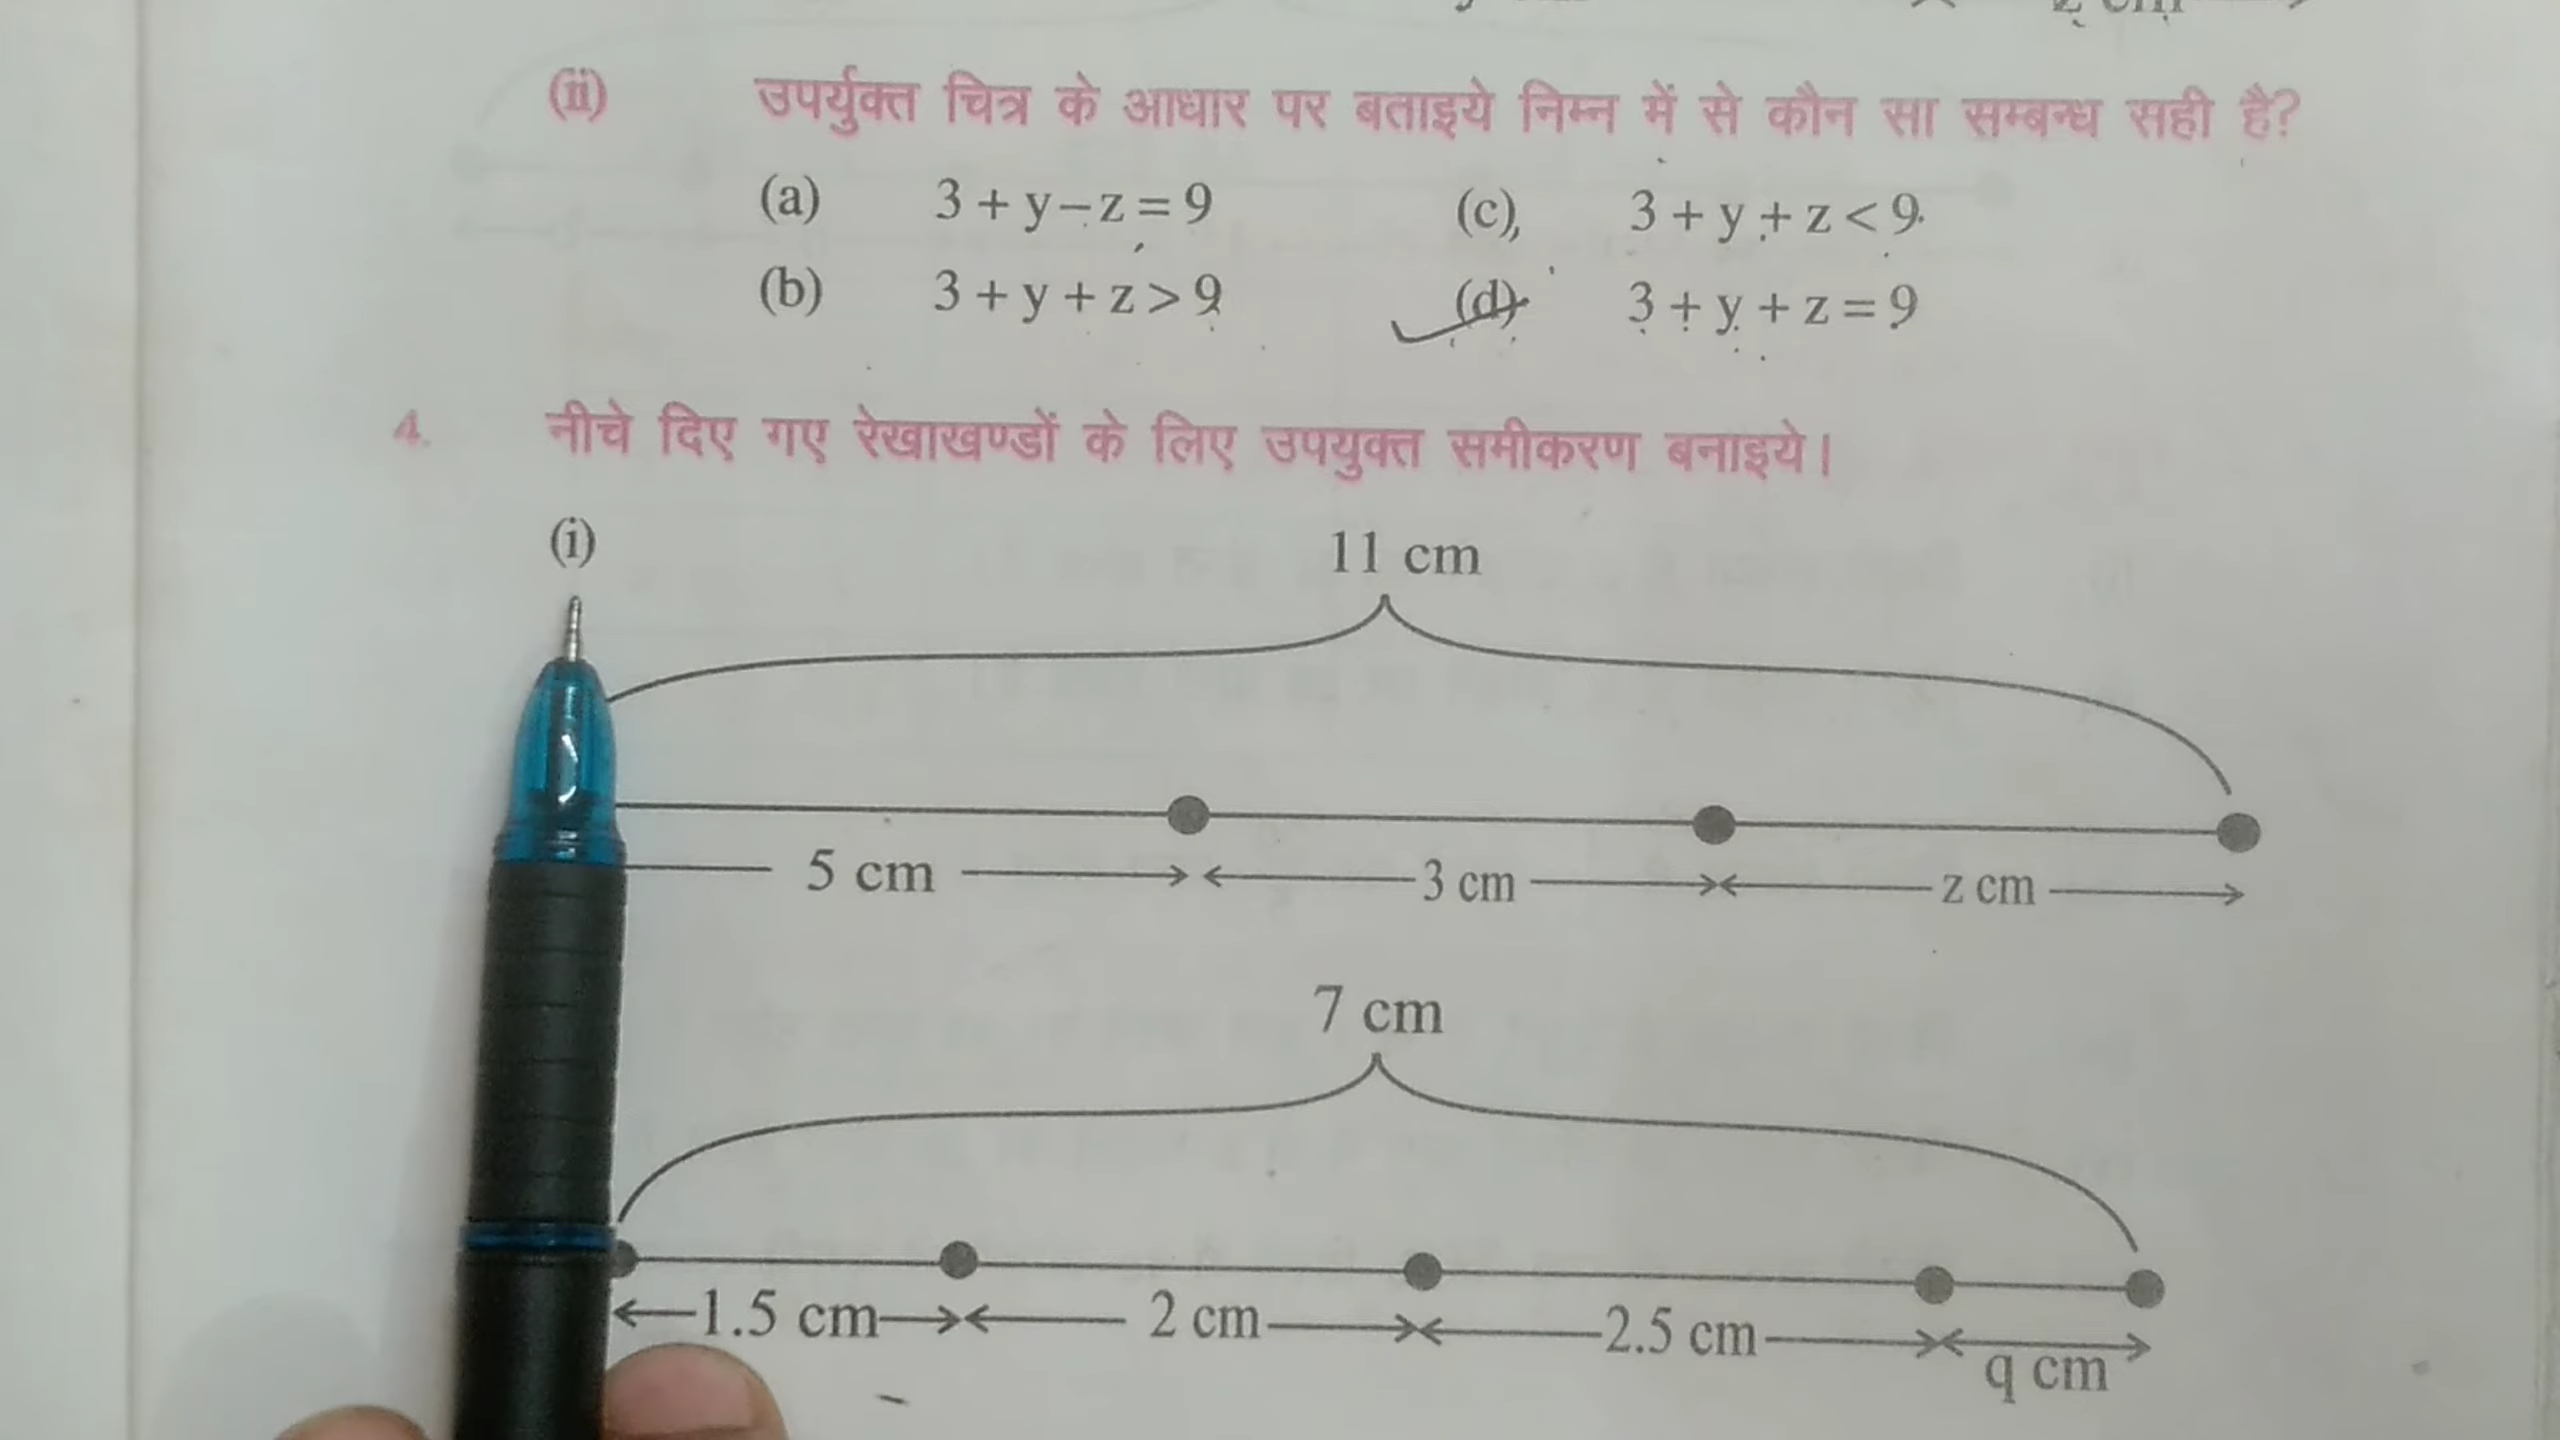 z cm
(ii) उपर्युक्त चित्र के आधार पर बताइये निम्न में से कौन सा सम्बन्ध सही है?
(a) 3 + y – z = 9 (c) 3 + y + z < 9
(b) 3 + y + z > 9 (d) 3 + y + z = 9
4. नीचे दिए गए रेखाखण्डों के लिए उपयुक्त समीकरण बनाइये।
(i) 11 cm
5 cm 3 cm z cm
7 cm
1.5 cm 2 cm 2.5 cm q cm